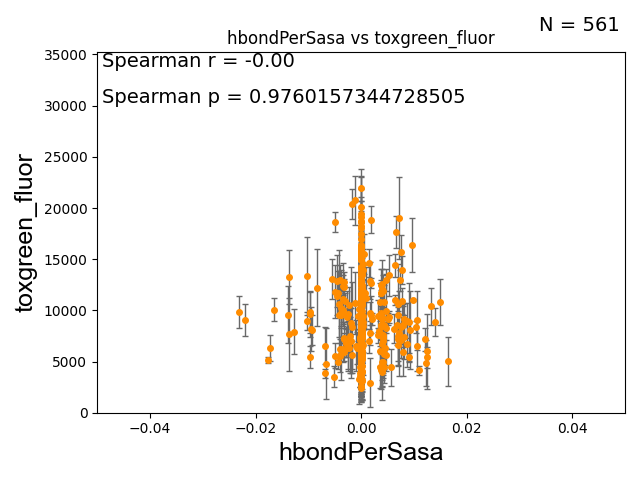 N = 561
hbondPerSasa vs toxgreen_fluor
Spearman r = -0.00
Spearman p = 0.9760157344728505
35000
30000
25000
20000
15000
10000
5000
0
toxgreen_fluor
−0.04
−0.02
0.00
0.02
0.04
hbondPerSasa